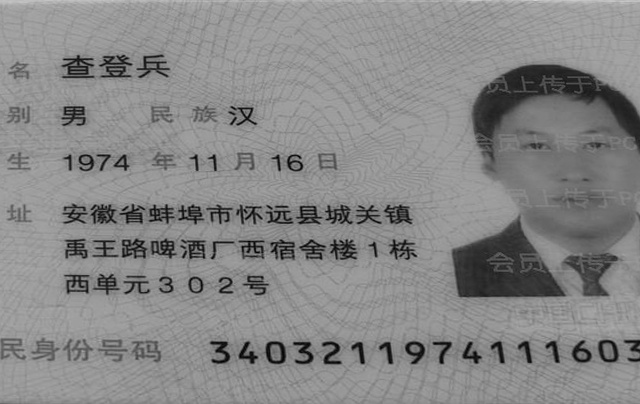 名 查登兵
别 男 民族 汉
生 1974 年 11 月 16 日
址 安徽省蚌埠市怀远县城关镇
禹王路啤酒厂西宿舍楼1栋
西单元302号
民身份号码 3403211974111603
会员上传于PC
会员上传于PC
会员上传于
会员上传于